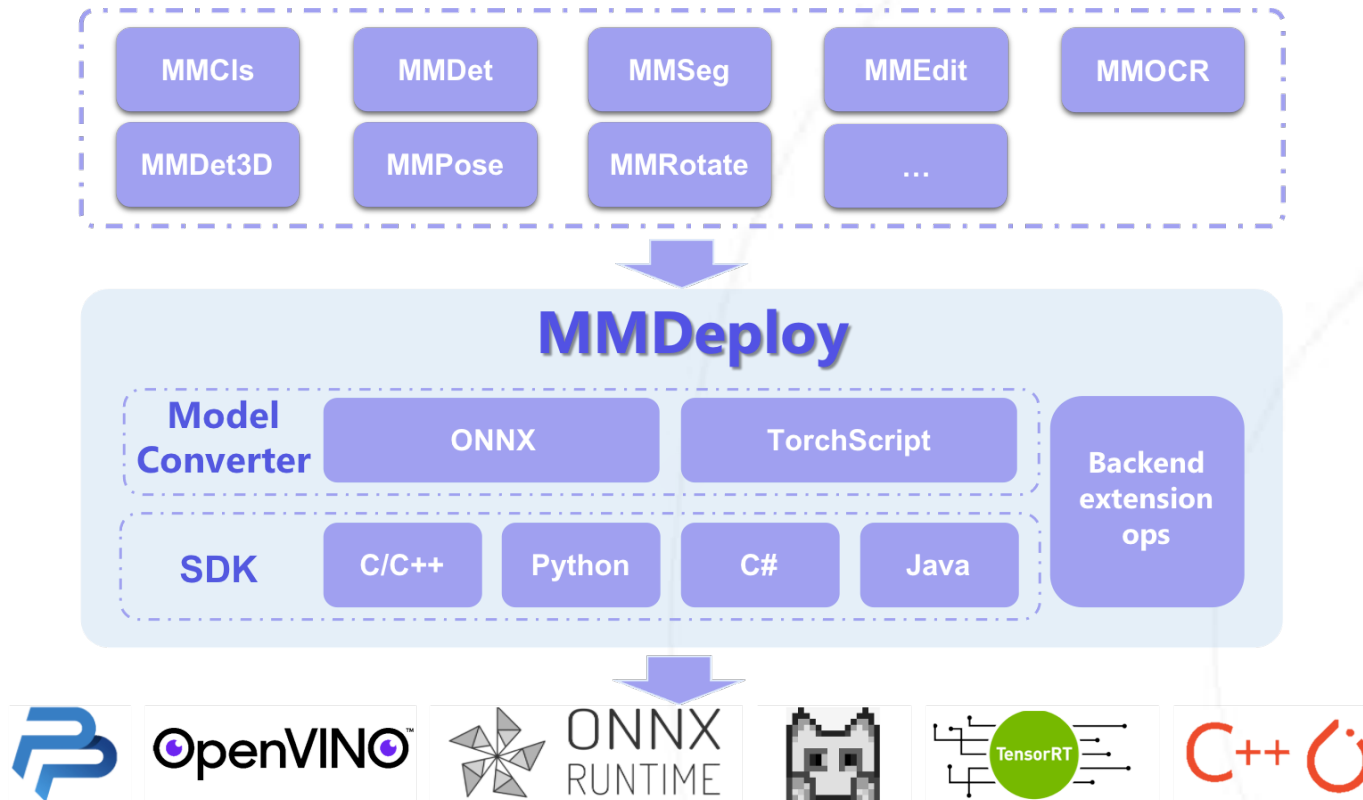 MMCls
MMDet
MMSeg
MMEdit
MMOCR
MMDet3D
MMPose
MMRotate
...
MMDeploy
Model
Converter
ONNX
TorchScript
Backend
extension
ops
SDK
C/C++
Python
C#
Java
OpenVINO™
ONNX
RUNTIME
TensorRT
C++